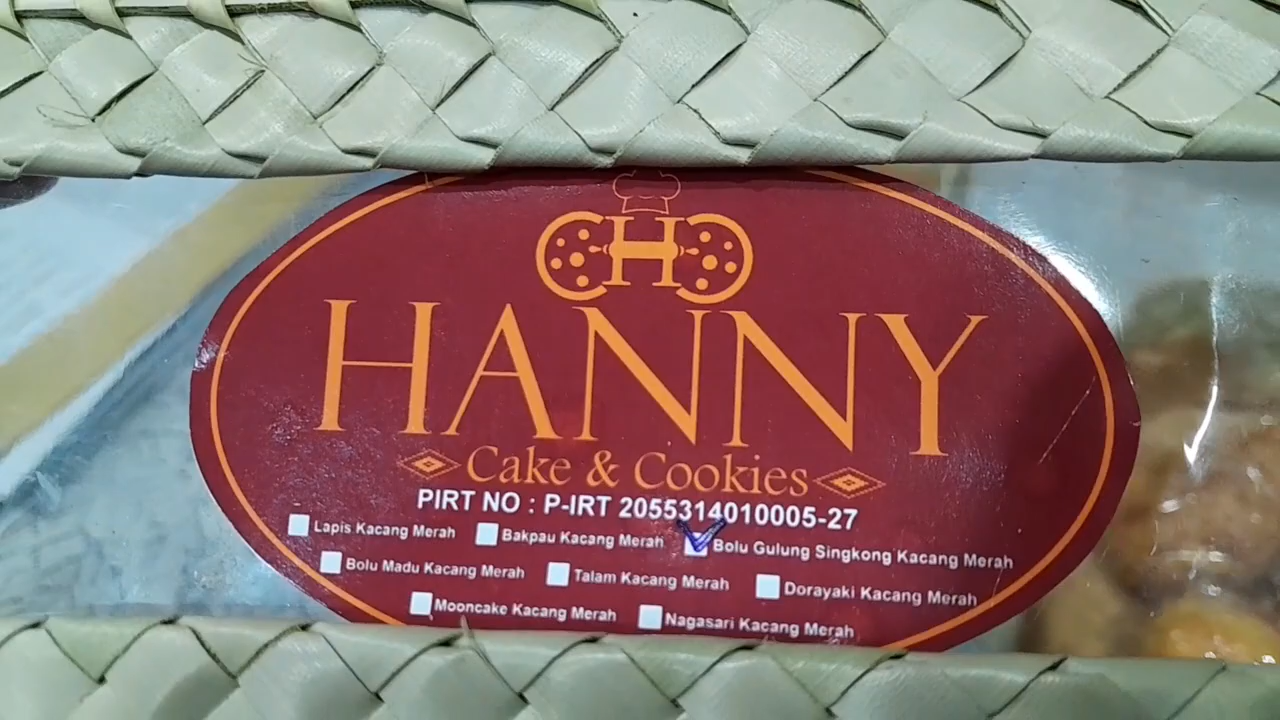 H
HANNY
Cake & Cookies
PIRT NO : P-IRT 2055314010005-27
Lapis Kacang Merah Bakpau Kacang Merah Bolu Gulung Singkong Kacang Merah
Bolu Madu Kacang Merah Talam Kacang Merah Dorayaki Kacang Merah
Mooncake Kacang Merah Nagasari Kacang Merah